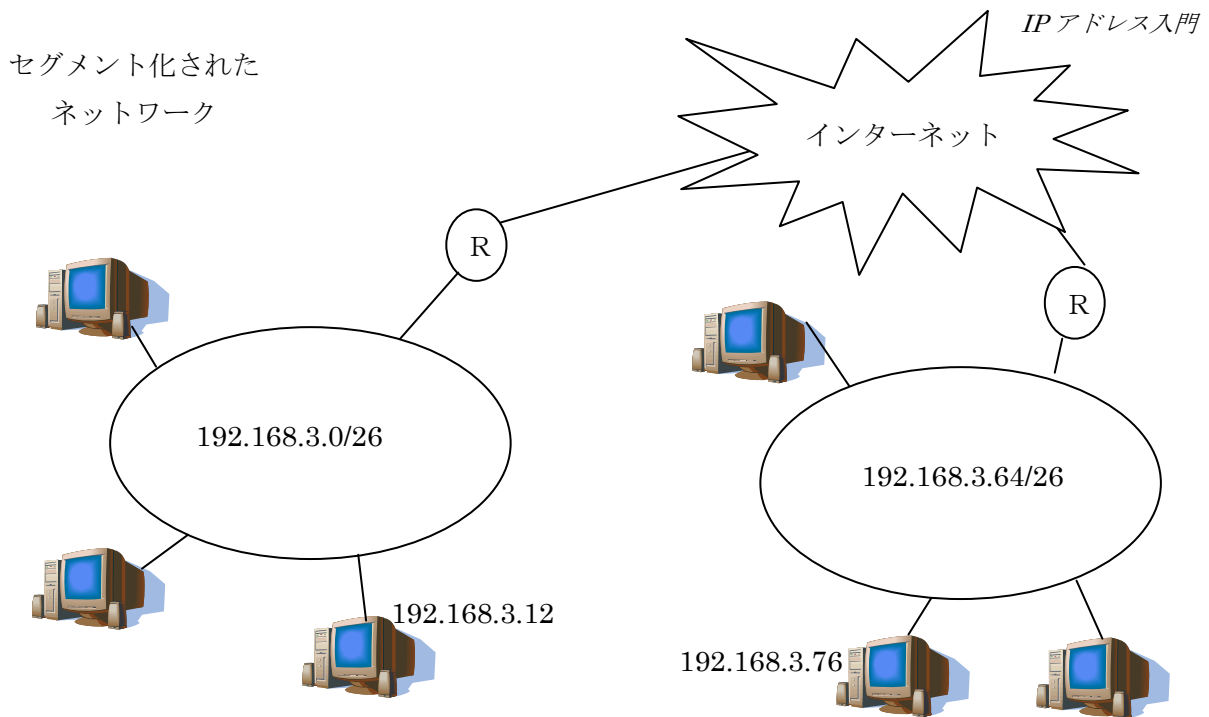 IP アドレス入門
セグメント化された
ネットワーク
インターネット
R
R
192.168.3.0/26
192.168.3.64/26
192.168.3.12
192.168.3.76